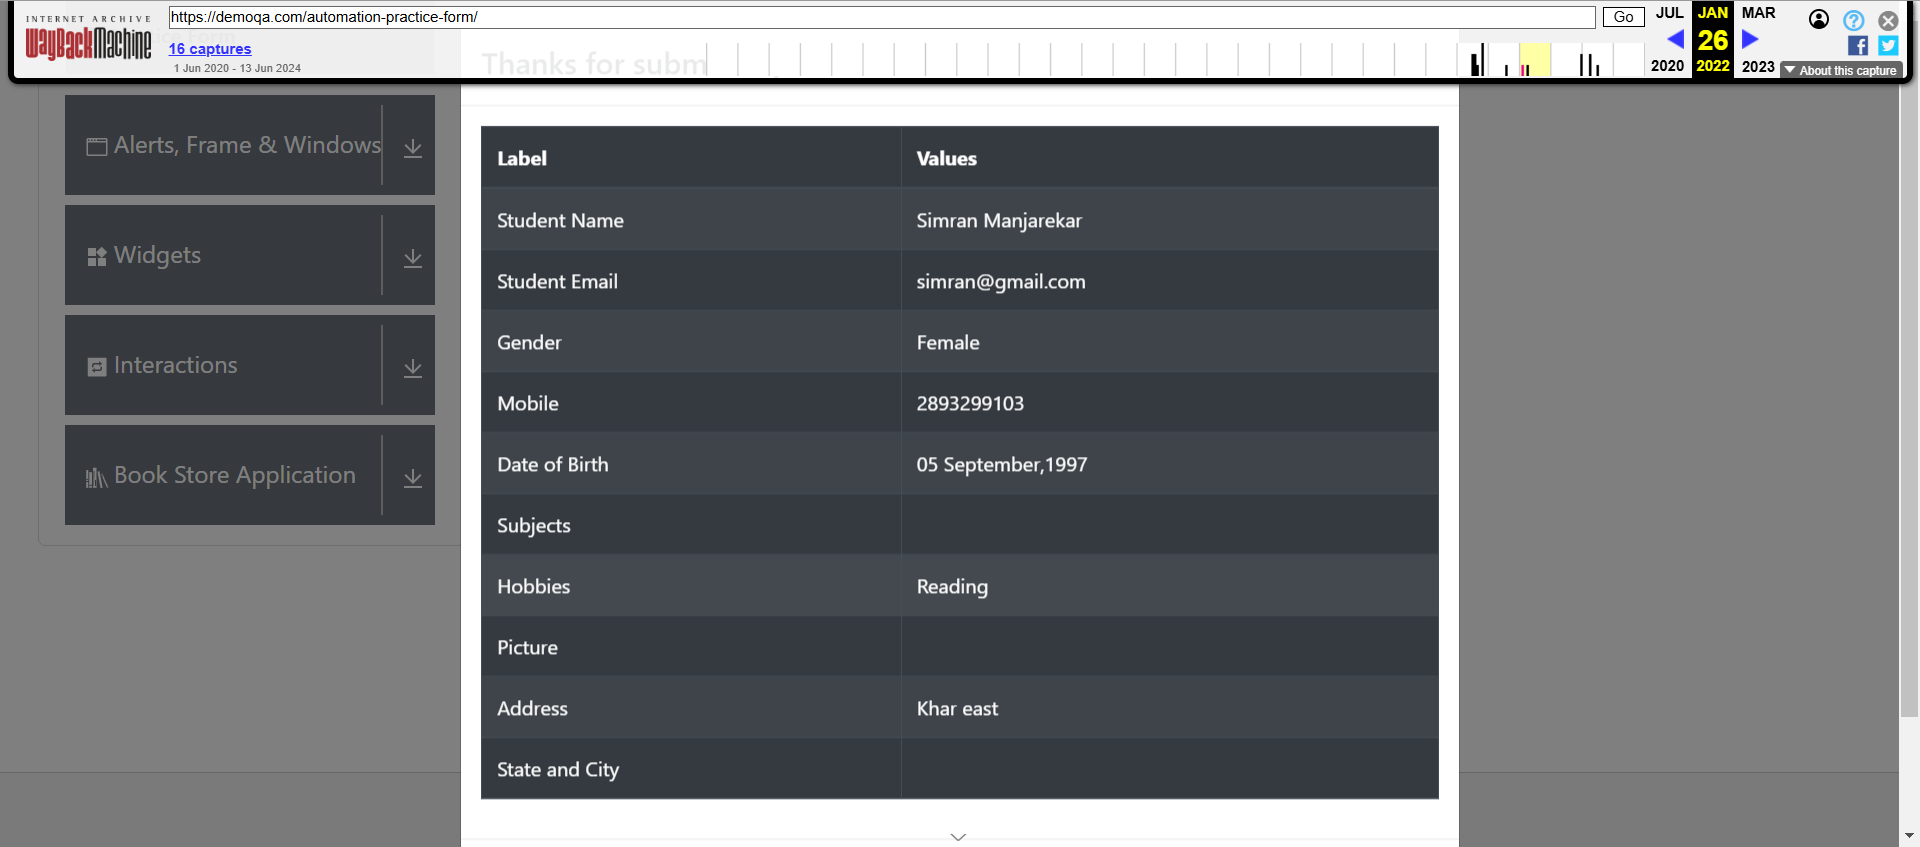 INTERNET ARCHIVE
WayBackMachine
https://demoqa.com/automation-practice-form/
Go
JUL
JAN
MAR
16 captures
26
1 Jun 2020 - 13 Jun 2024
2020
2022
2023
About this capture
Thanks for subm
Alerts, Frame & Windows
Widgets
Interactions
Book Store Application
Label Values
Student Name Simran Manjarekar
Student Email simran@gmail.com
Gender Female
Mobile 2893299103
Date of Birth 05 September,1997
Subjects
Hobbies Reading
Picture
Address Khar east
State and City